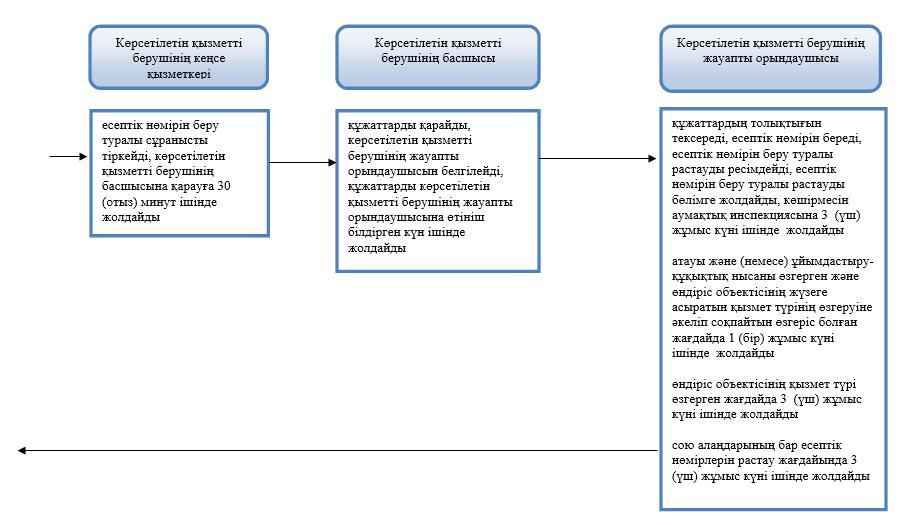 Көрсетілетін қызметті
берушінің кеңсе
қызметкері
Көрсетілетін қызметті
берушінің басшысы
Көрсетілетін қызметті берушінің
жауапты орындаушысы
есептік нөмірін беру
туралы сұранысты
тіркейді, көрсетілетін
қызметті берушінің
басшысына қарауға 30
(отыз) минут ішінде
жолдайды
құжаттарды қарайды,
көрсетілетін қызметті
берушінің жауапты
орындаушысын белгілейді,
құжаттарды көрсетілетін
қызметті берушінің жауапты
орындаушысына өтініш
білдірген күн ішінде
жолдайды
құжаттардың толықтығын
тексереді, есептік нөмірін береді,
есептік нөмірін беру туралы
растауды ресімдейді, есептік
нөмірін беру туралы растауды
бөлімге жолдайды, көшірмесін
аумақтық инспекциясына 3 (үш)
жұмыс күні ішінде жолдайды
атауы және (немесе) ұйымдастыру-
құқықтық нысаны өзгерген және
өндіріс объектісінің жүзеге
асыратын қызмет түрінің өзгеруіне
әкеліп соқпайтын өзгеріс болған
жағдайда 1 (бір) жұмыс күні
ішінде жолдайды
өндіріс объектісінің қызмет түрі
өзгерген жағдайда 3 (үш) жұмыс
күні ішінде жолдайды
сою алаңдарының бар есептік
нөмірлерін растау жағдайында 3
(үш) жұмыс күні ішінде жолдайды